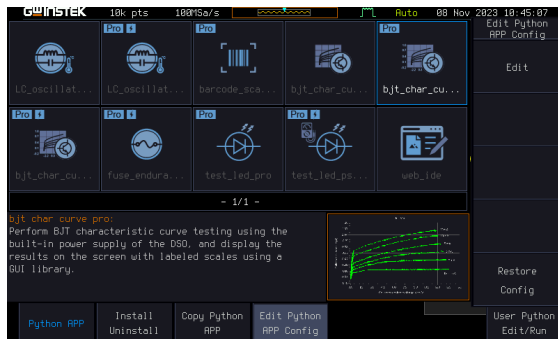 GWINSTEK 10k pts 100MSa/s Auto 08 Nov 2023 10:45:07
Edit Python
APP Config
Pro Pro Pro Pro
LC_oscillat... LC_oscillat... barcode_sca... bjt_char_cu... bjt_char_cu...
Edit
Pro Pro Pro Pro
bjt_char_cu... fuse_endura... test_led_pro test_led_ps... web_ide
- 1/1 -
bjt char curve pro:
Perform BJT characteristic curve testing using the
built-in power supply of the DSO, and display the
results on the screen with labeled scales using a
GUI library.
Restore
Config
Python APP
Install
Uninstall
Copy Python
APP
Edit Python
APP Config
User Python
Edit/Run